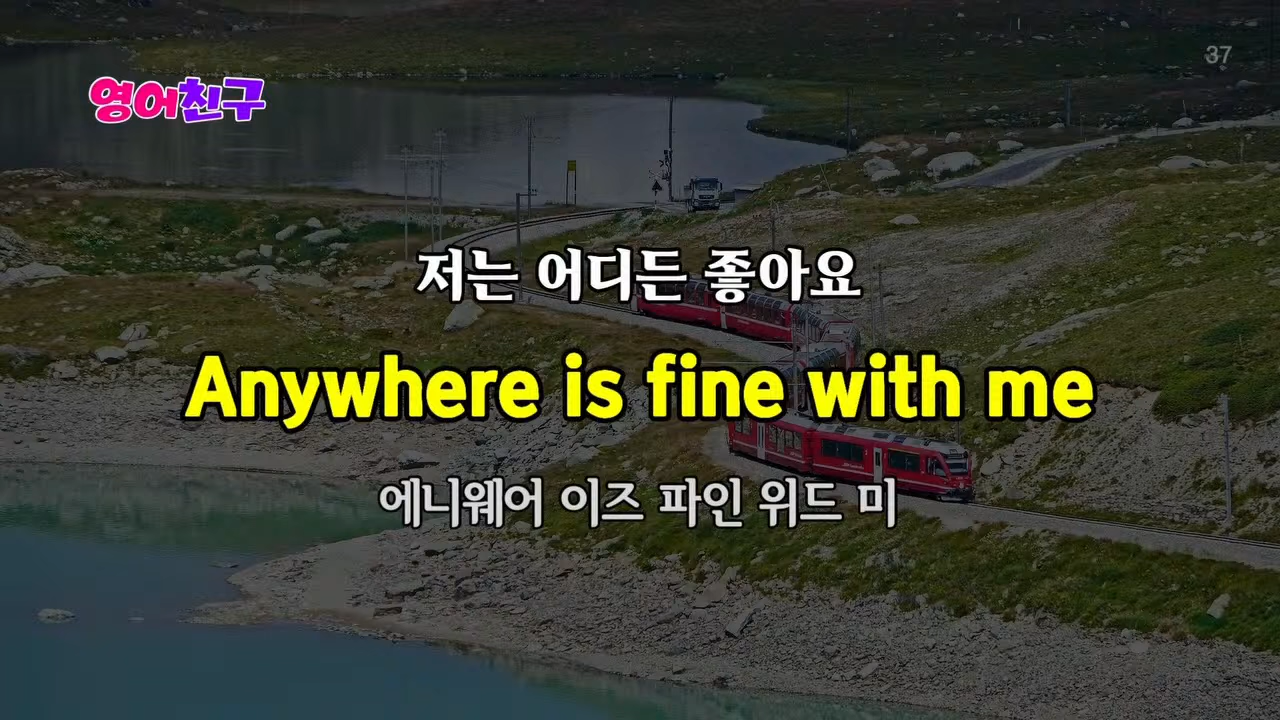 37
영어친구
저는 어디든 좋아요
Anywhere is fine with me
에니웨어 이즈 파인 위드 미